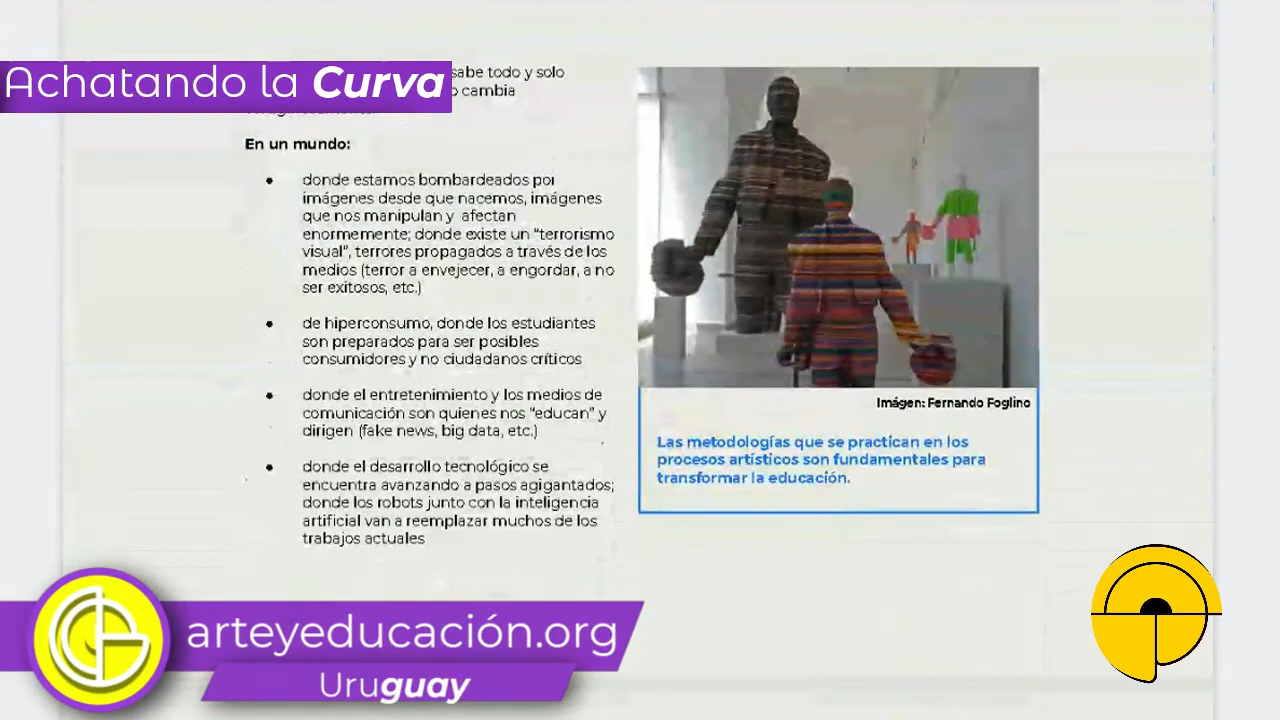 Achatando la Curva
sabe todo y solo
cambia
En un mundo:
donde estamos bombardeados por
imágenes desde que nacemos, imágenes
que nos manipulan y afectan
enormemente; donde existe un “terrorismo
visual”, terrores propagados a través de los
medios (terror a envejecer, a engordar, a no
ser exitosos, etc.)
de hiperconsumo, donde los estudiantes
son preparados para ser posibles
consumidores y no ciudadanos críticos
donde el entretenimiento y los medios de
comunicación son quienes nos “educan” y
dirigen (fake news, big data, etc.)
donde el desarrollo tecnológico se
encuentra avanzando a pasos agigantados;
donde los robots junto con la inteligencia
artificial van a reemplazar muchos de los
trabajos actuales
Imágen: Fernando Foglino
Las metodologías que se practican en los
procesos artísticos son fundamentales para
transformar la educación.
arteyeducación.org
Uruguay